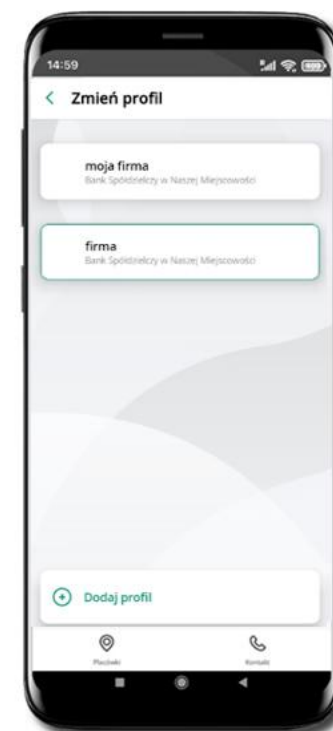 14:59
Zmień profil
moja firma
Bank Spółdzielczy w Naszej Miejscowości
firma
Bank Spółdzielczy w Naszej Miejscowości
Dodaj profil
Placówki
Kontakt